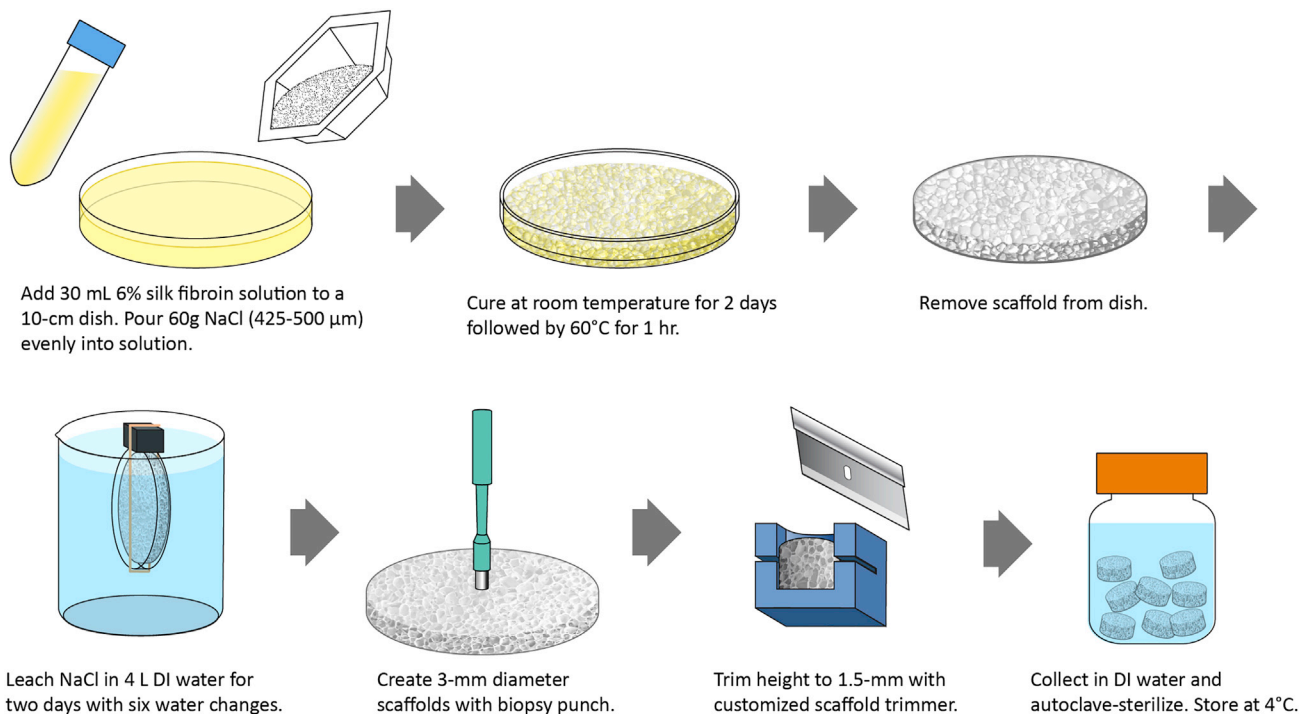 Add 30 mL 6% silk fibroin solution to a
10-cm dish. Pour 60g NaCl (425-500 µm)
evenly into solution.
Cure at room temperature for 2 days
followed by 60°C for 1 hr.
Remove scaffold from dish.
Leach NaCl in 4 L DI water for
two days with six water changes.
Create 3-mm diameter
scaffolds with biopsy punch.
Trim height to 1.5-mm with
customized scaffold trimmer.
Collect in DI water and
autoclave-sterilize. Store at 4°C.